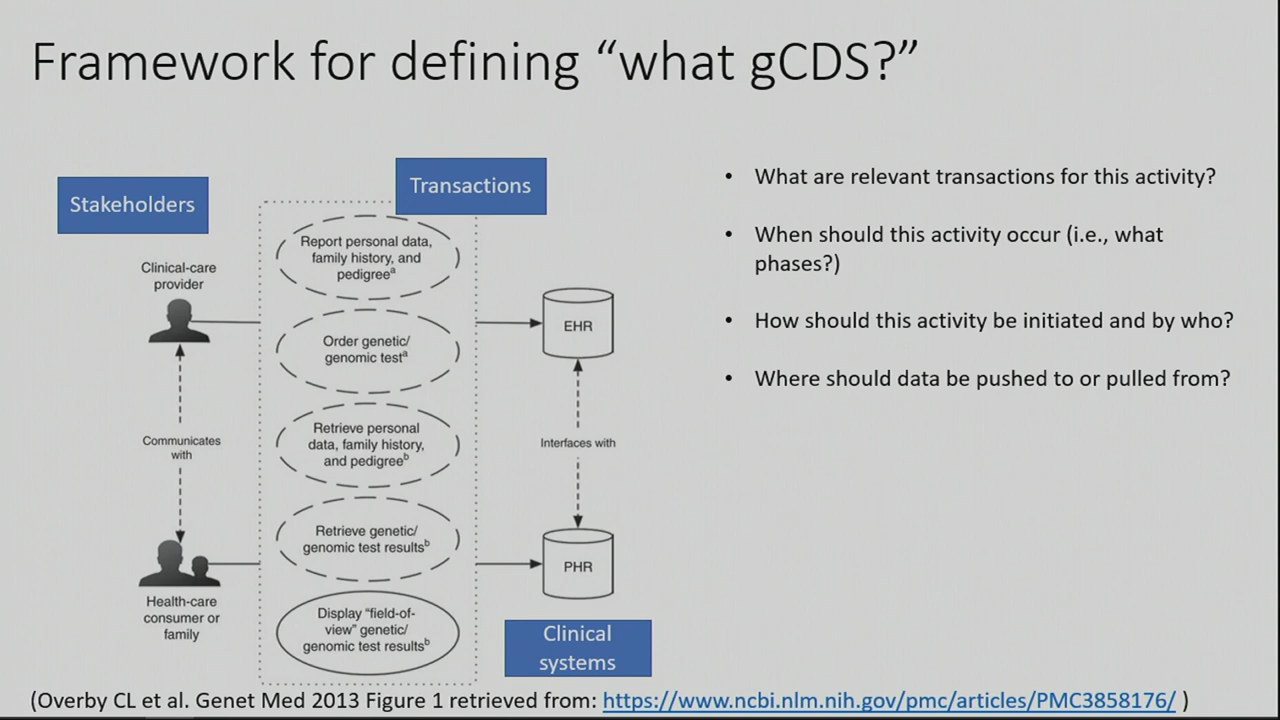 Framework for defining “what gCDS?”
Stakeholders
Transactions
Clinical-care
provider
Communicates
with
Health-care
consumer or
family
Report personal data,
family history, and
pedigreeᵃ
Order genetic/
genomic testᵃ
Retrieve personal
data, family history,
and pedigreeᵇ
Retrieve genetic/
genomic test resultsᵇ
Display “field-of-
view” genetic/
genomic test resultsᵇ
EHR
Interfaces with
PHR
Clinical
systems
• What are relevant transactions for this activity?
• When should this activity occur (i.e., what
phases?)
• How should this activity be initiated and by who?
• Where should data be pushed to or pulled from?
(Overby CL et al. Genet Med 2013 Figure 1 retrieved from: https://www.ncbi.nlm.nih.gov/pmc/articles/PMC3858176/ )